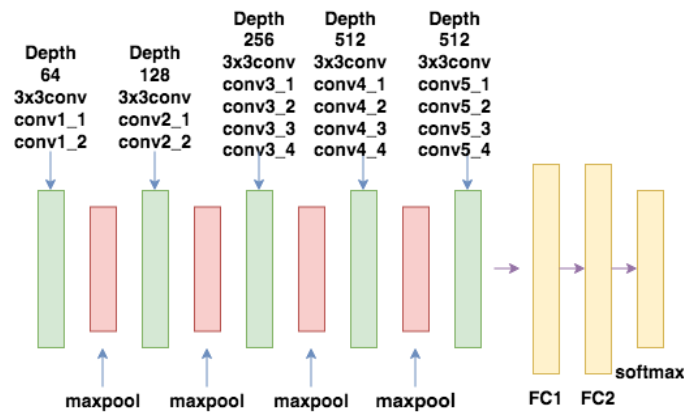 Depth
64
3x3conv
conv1_1
conv1_2
Depth
128
3x3conv
conv2_1
conv2_2
Depth
256
3x3conv
conv3_1
conv3_2
conv3_3
conv3_4
Depth
512
3x3conv
conv4_1
conv4_2
conv4_3
conv4_4
Depth
512
3x3conv
conv5_1
conv5_2
conv5_3
conv5_4
maxpool
maxpool
maxpool
maxpool
FC1
FC2
softmax